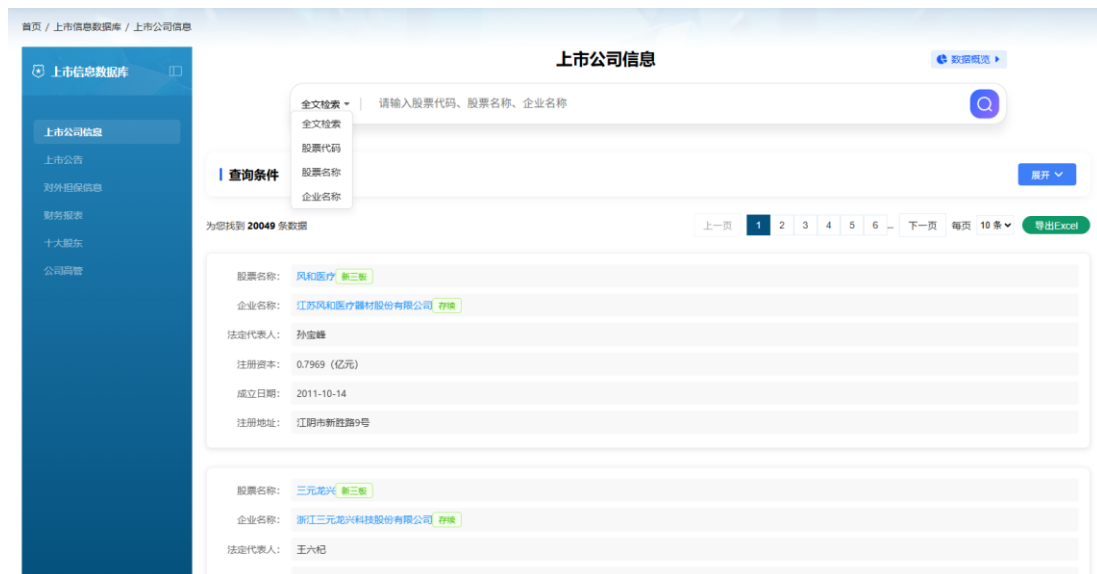 首页 / 上市信息数据库 / 上市公司信息
上市信息数据库
上市公司信息
上市公告
对外担保信息
财务报表
十大股东
公司高管
上市公司信息
数据概览
全文检索
请输入股票代码、股票名称、企业名称
全文检索
股票代码
股票名称
企业名称
查询条件
展开
为您找到 20049 条数据
上一页 1 2 3 4 5 6 ... 下一页 每页 10 条 导出Excel
股票名称: 风和医疗 新三板
企业名称: 江苏风和医疗器材股份有限公司 存续
法定代表人: 孙宝峰
注册资本: 0.7969（亿元）
成立日期: 2011-10-14
注册地址: 江阴市新胜路9号
股票名称: 三元龙兴 新三板
企业名称: 浙江三元龙兴科技股份有限公司 存续
法定代表人: 王六杞